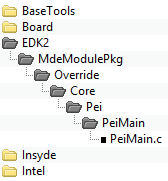 BaseTools
Board
EDK2
MdeModulePkg
Override
Core
Pei
PeiMain
PeiMain.c
Insyde
Intel